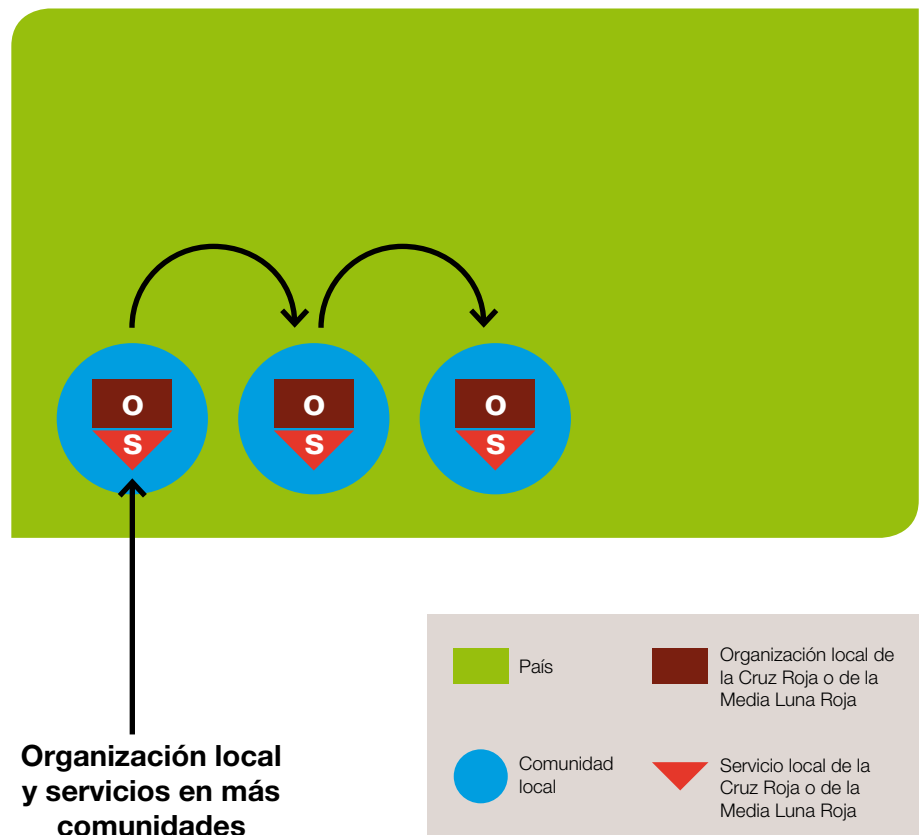 O
S
O
S
O
S
Organización local
y servicios en más
comunidades
País
Organización local de
la Cruz Roja o de la
Media Luna Roja
Comunidad
local
Servicio local de la
Cruz Roja o de la
Media Luna Roja